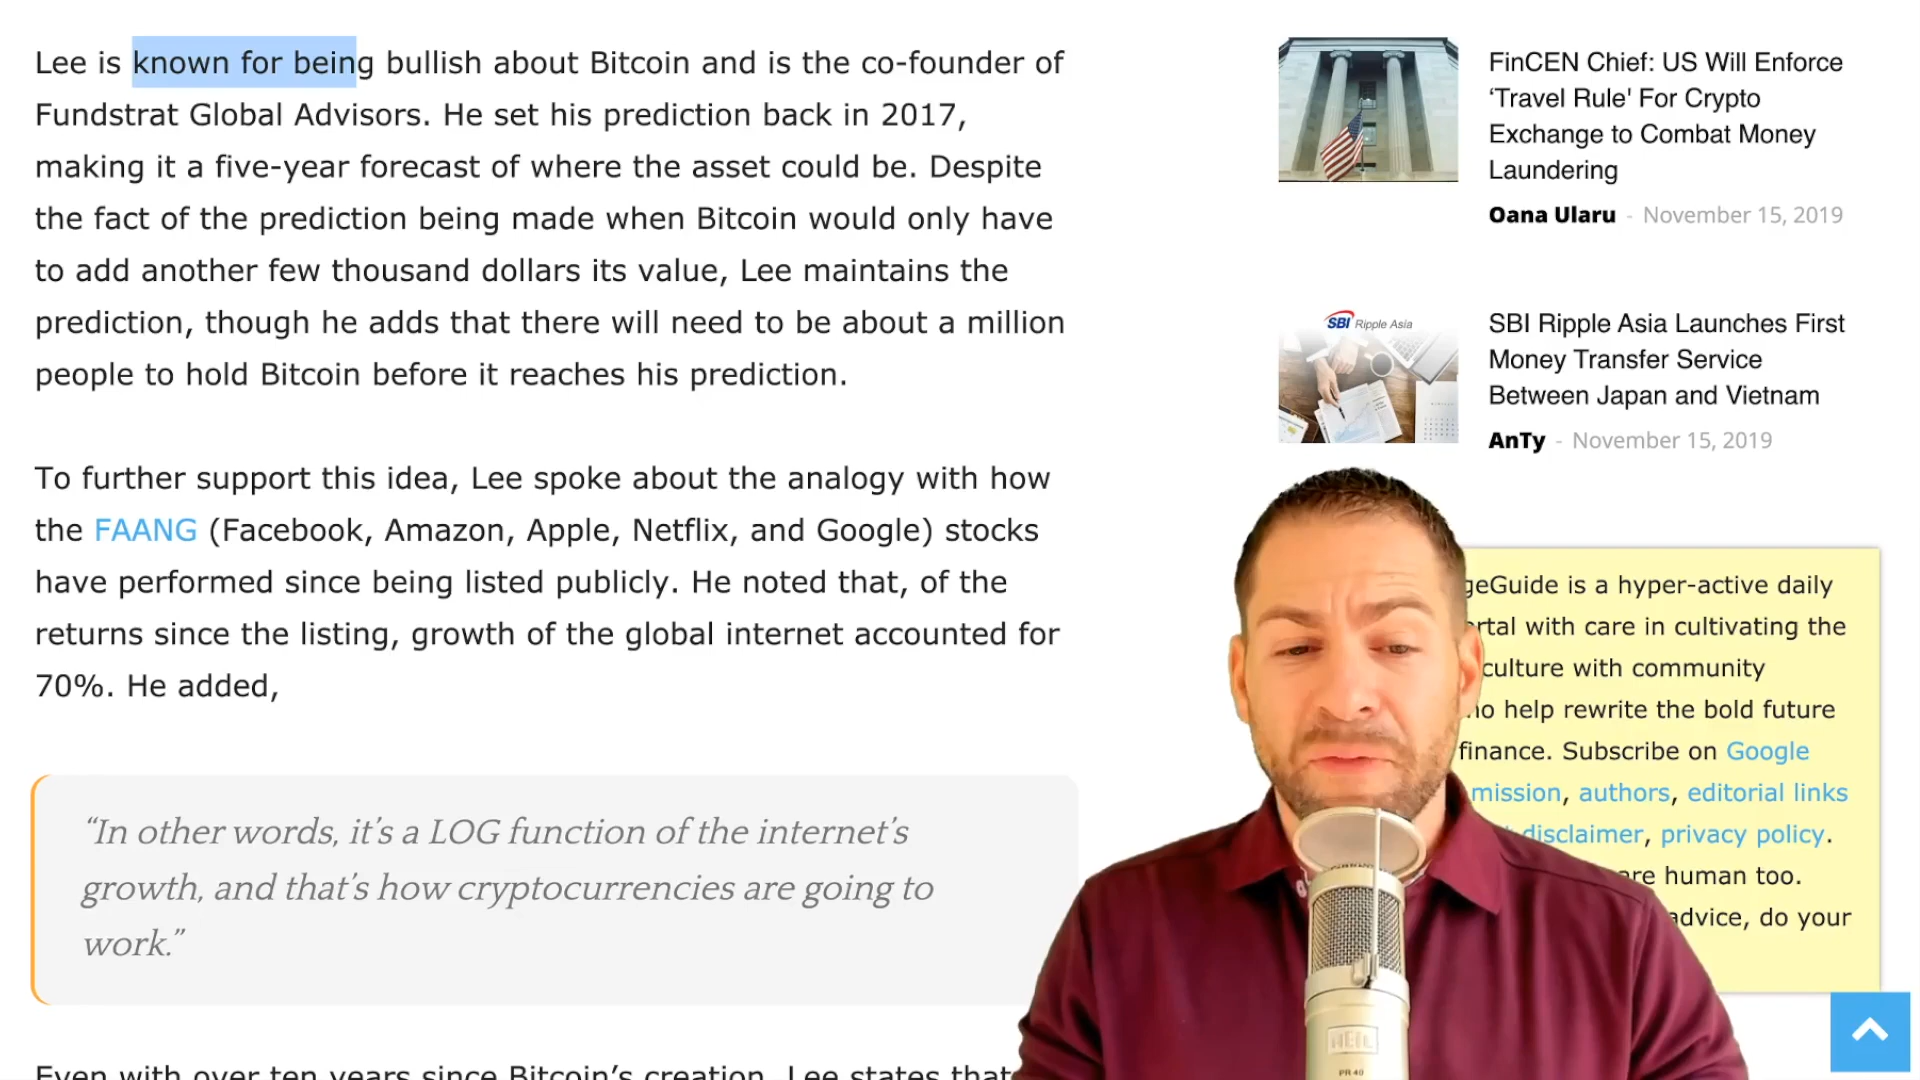 Lee is known for being bullish about Bitcoin and is the co-founder of
Fundstrat Global Advisors. He set his prediction back in 2017,
making it a five-year forecast of where the asset could be. Despite
the fact of the prediction being made when Bitcoin would only have
to add another few thousand dollars its value, Lee maintains the
prediction, though he adds that there will need to be about a million
people to hold Bitcoin before it reaches his prediction.
To further support this idea, Lee spoke about the analogy with how
the FAANG (Facebook, Amazon, Apple, Netflix, and Google) stocks
have performed since being listed publicly. He noted that, of the
returns since the listing, growth of the global internet accounted for
70%. He added,
“In other words, it’s a LOG function of the internet’s
growth, and that’s how cryptocurrencies are going to
work.”
Even with over ten years since Bitcoin’s creation, Lee states that
FinCEN Chief: US Will Enforce
‘Travel Rule' For Crypto
Exchange to Combat Money
Laundering
Oana Ularu - November 15, 2019
SBI Ripple Asia
SBI Ripple Asia Launches First
Money Transfer Service
Between Japan and Vietnam
AnTy - November 15, 2019
geGuide is a hyper-active daily
rtal with care in cultivating the
culture with community
help rewrite the bold future
finance. Subscribe on Google
mission, authors, editorial links
disclaimer, privacy policy.
are human too.
advice, do your
HEIL
PR 40